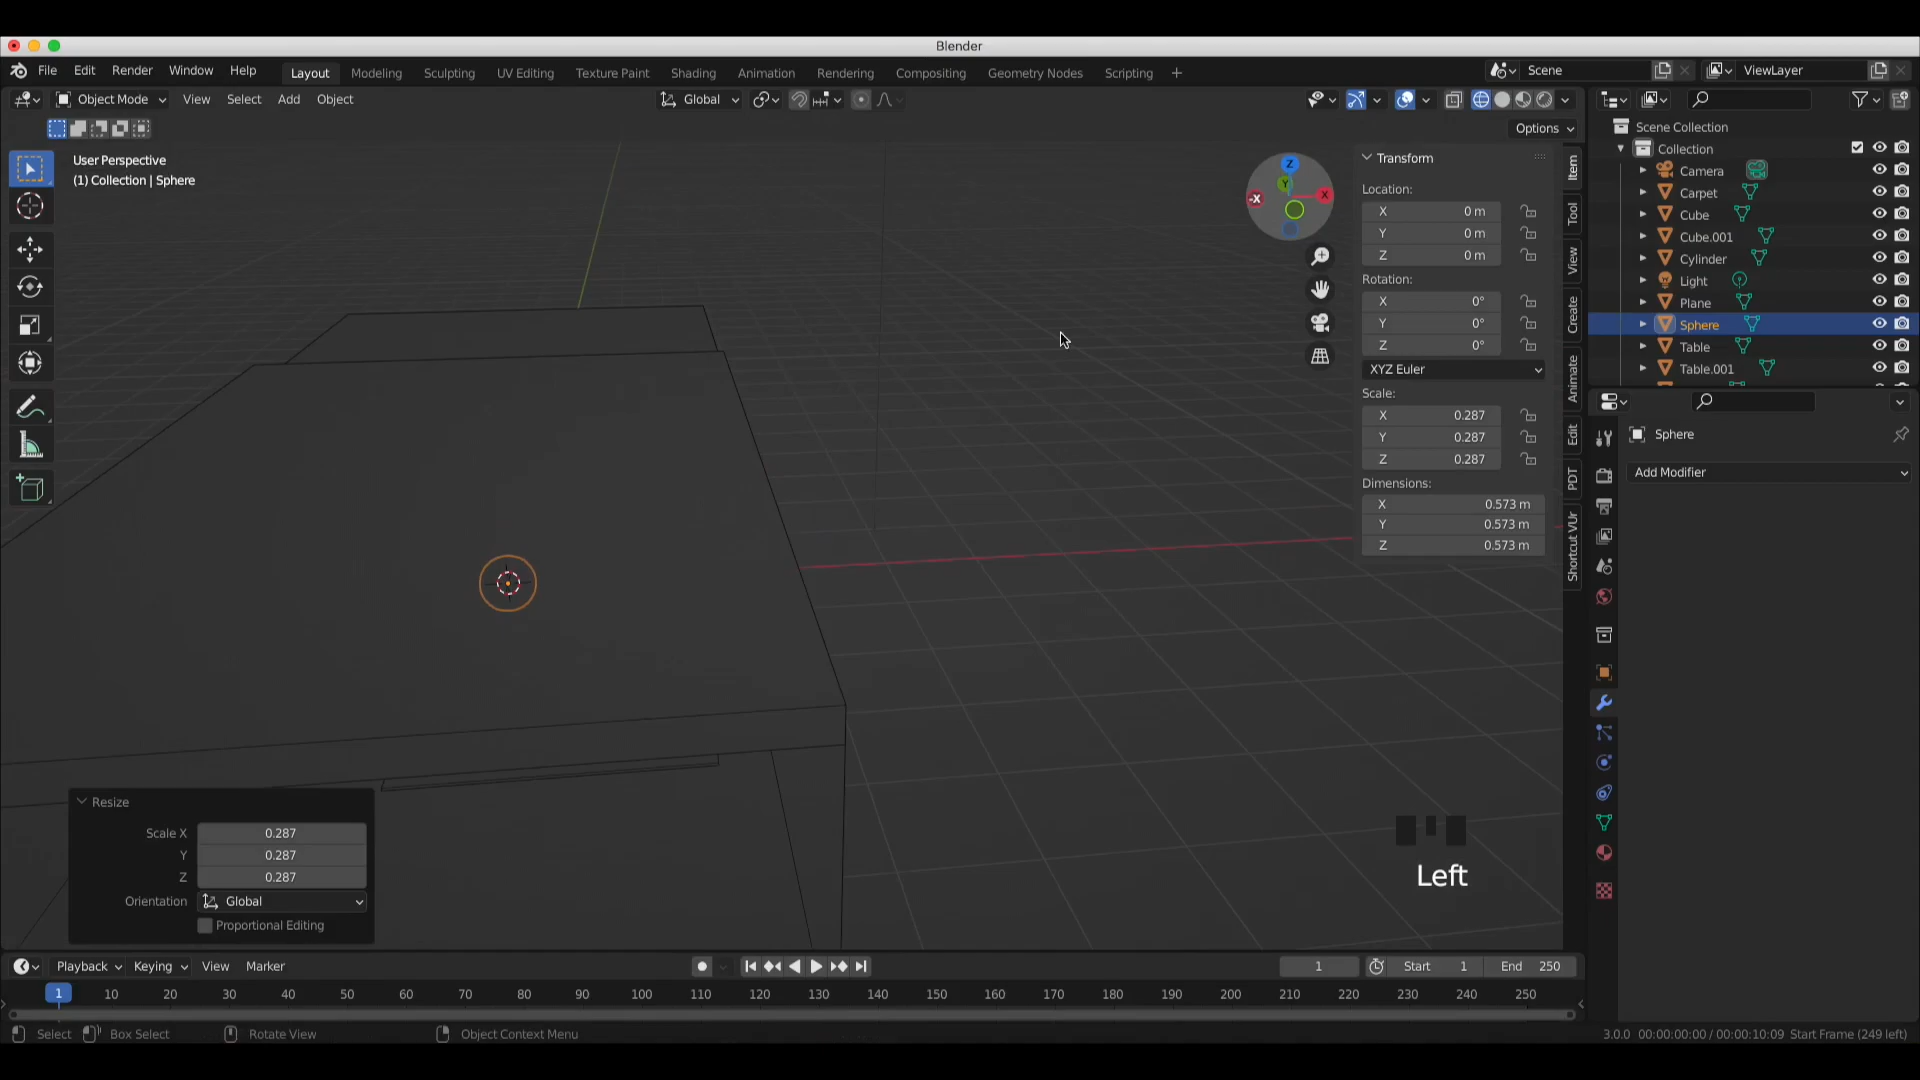 Blender
File Edit Render Window Help
Layout Modeling Sculpting UV Editing Texture Paint Shading Animation Rendering Compositing Geometry Nodes Scripting +
Scene
ViewLayer
Object Mode View Select Add Object
Global
Options
User Perspective
(1) Collection | Sphere
Z
Y
X
-X
Transform
Location:
X 0 m
Y 0 m
Z 0 m
Rotation:
X 0°
Y 0°
Z 0°
XYZ Euler
Scale:
X 0.287
Y 0.287
Z 0.287
Dimensions:
X 0.573 m
Y 0.573 m
Z 0.573 m
Item
Tool
View
Create
Animate
Edit
PDT
Shortcut VUr
Scene Collection
Collection
Camera
Carpet
Cube
Cube.001
Cylinder
Light
Plane
Sphere
Table
Table.001
Sphere
Add Modifier
Resize
Scale X 0.287
Y 0.287
Z 0.287
Orientation Global
Proportional Editing
Left
Playback Keying View Marker
1
Start 1
End 250
1 10 20 30 40 50 60 70 80 90 100 110 120 130 140 150 160 170 180 190 200 210 220 230 240 250
Select Box Select Rotate View Object Context Menu
3.0.0 00:00:00:00 / 00:00:10:09 Start Frame (249 left)